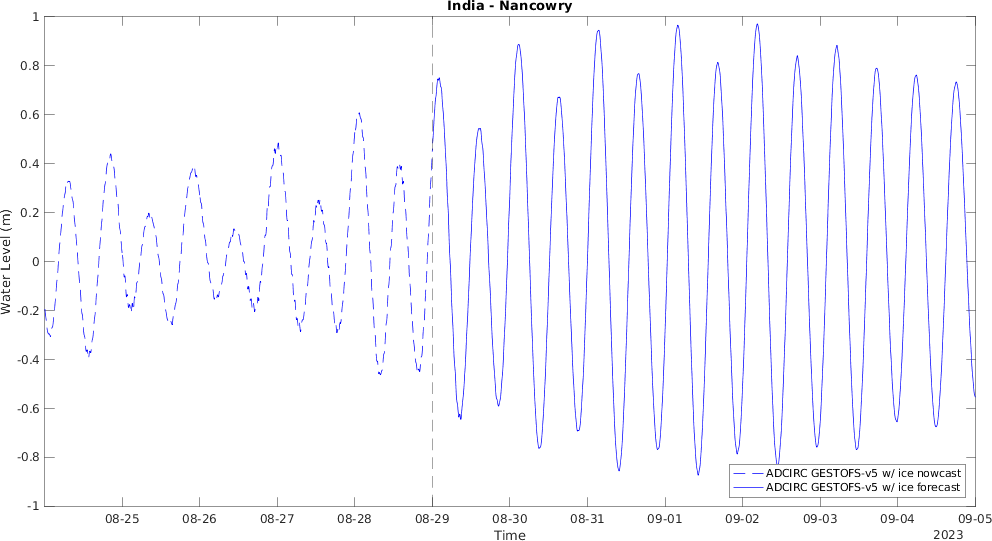 India - Nancowry
1
0.8
0.6
0.4
0.2
0
-0.2
-0.4
-0.6
-0.8
-1
Water Level (m)
ADCIRC GESTOFS-v5 w/ ice nowcast
ADCIRC GESTOFS-v5 w/ ice forecast
08-25 08-26 08-27 08-28 08-29 08-30 08-31 09-01 09-02 09-03 09-04 09-05
Time
2023